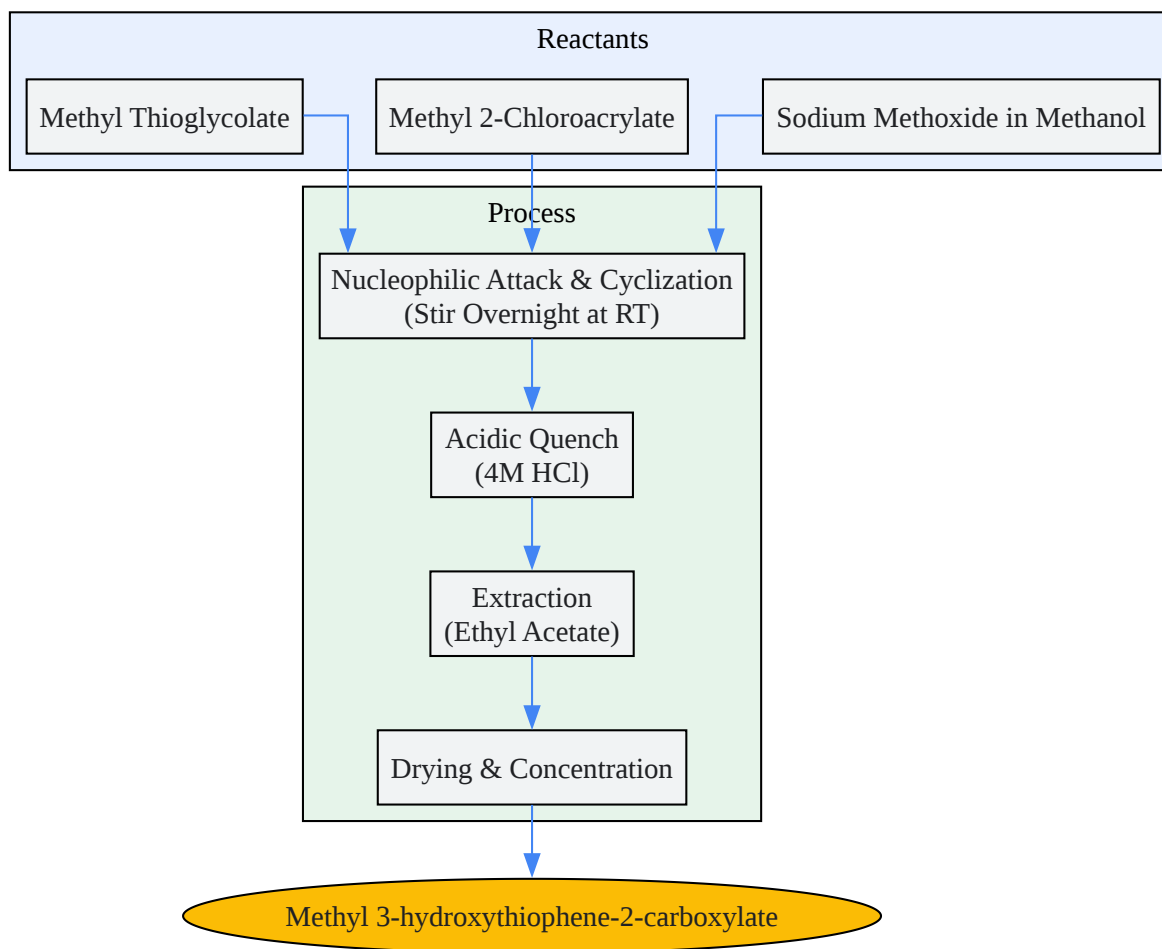 Reactants
Methyl Thioglycolate
Methyl 2-Chloroacrylate
Sodium Methoxide in Methanol
Process
Nucleophilic Attack & Cyclization
(Stir Overnight at RT)
Acidic Quench
(4M HCl)
Extraction
(Ethyl Acetate)
Drying & Concentration
Methyl 3-hydroxythiophene-2-carboxylate